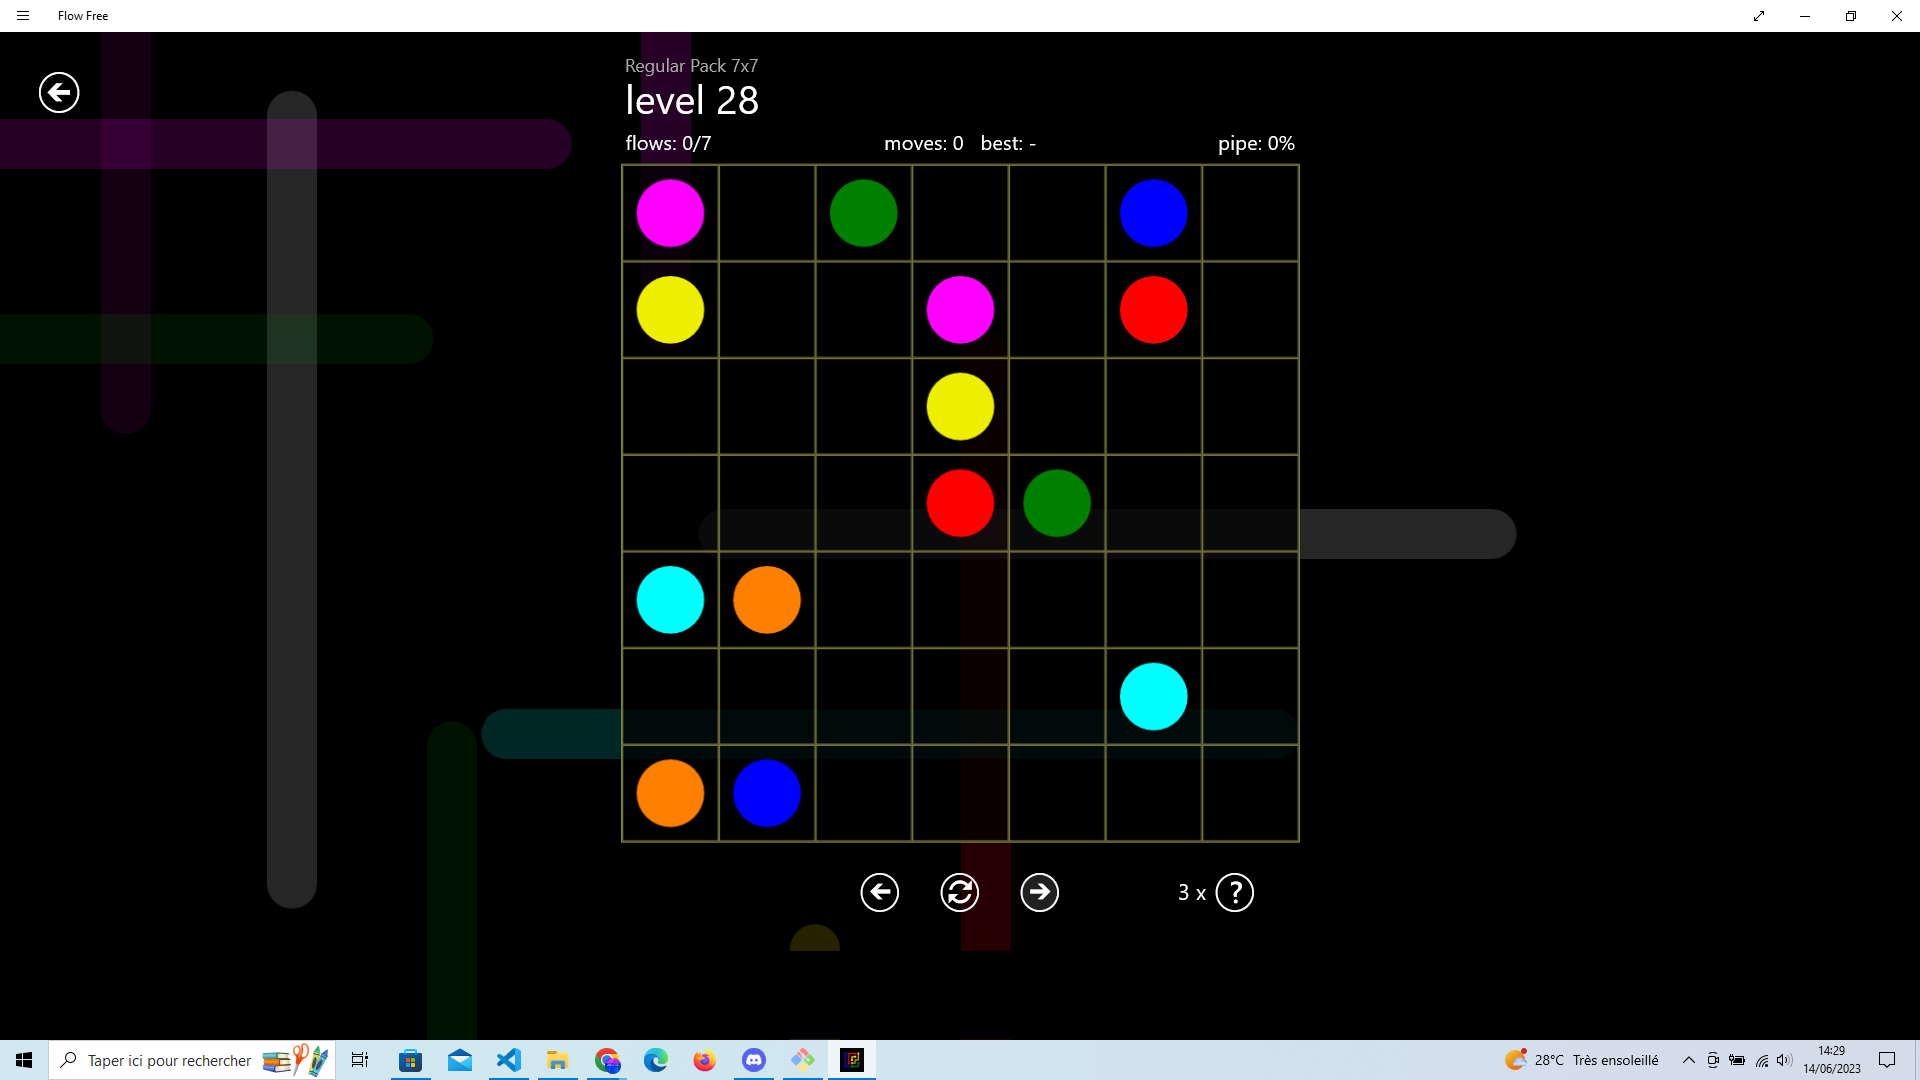 Flow Free
Regular Pack 7x7
level 28
flows: 0/7 moves: 0 best: - pipe: 0%
3 x ?
Taper ici pour rechercher
28°C Très ensoleillé
14:29
14/06/2023